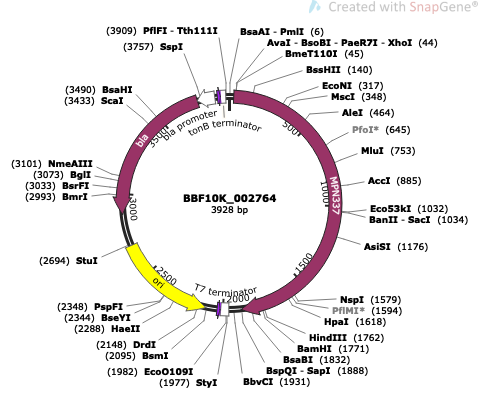 Created with SnapGene®
(3909) PflFI - Tth111I
BsaAI - PmlI (6)
(3757) SspI
AvaI - BsoBI - PaeR7I - XhoI (44)
BmeT110I (45)
BssHII (140)
(3490) BsaHI
(3433) ScaI
EcoNI (317)
MscI (348)
AleI (464)
PfoI* (645)
MluI (753)
AccI (885)
Eco53kI (1032)
BanII - SacI (1034)
AsiSI (1176)
bla promoter
tonB terminator
bla
3500
500
1000
MPN337
1500
(3101) NmeAIII
(3073) BglI
(3033) BsrFI
(2993) BmrI
3000
BBF10K_002764
3928 bp
(2694) StuI
2500
ori
T7 terminator
2000
NspI (1579)
PflMI* (1594)
HpaI (1618)
HindIII (1762)
BamHI (1771)
BsaBI (1832)
BspQI - SapI (1888)
BbvCI (1931)
(2348) PspFI
(2344) BseYI
(2288) HaeII
(2148) DrdI
(2095) BsmI
(1982) EcoO109I
(1977) StyI